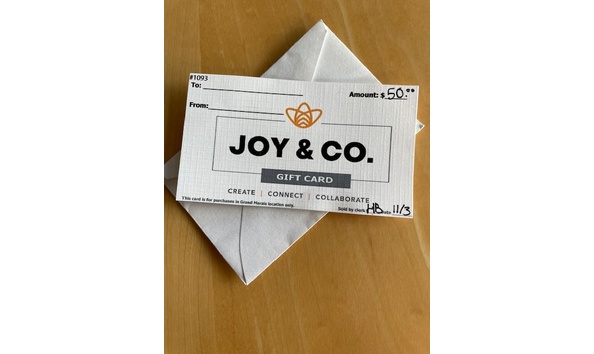 #1093
To:
Amount: $ 50.00
From:
JOY & CO.
GIFT CARD
CREATE | CONNECT | COLLABORATE
This card is for purchases in Grand Marais location only.
Sold by clerk HB Date 11/3